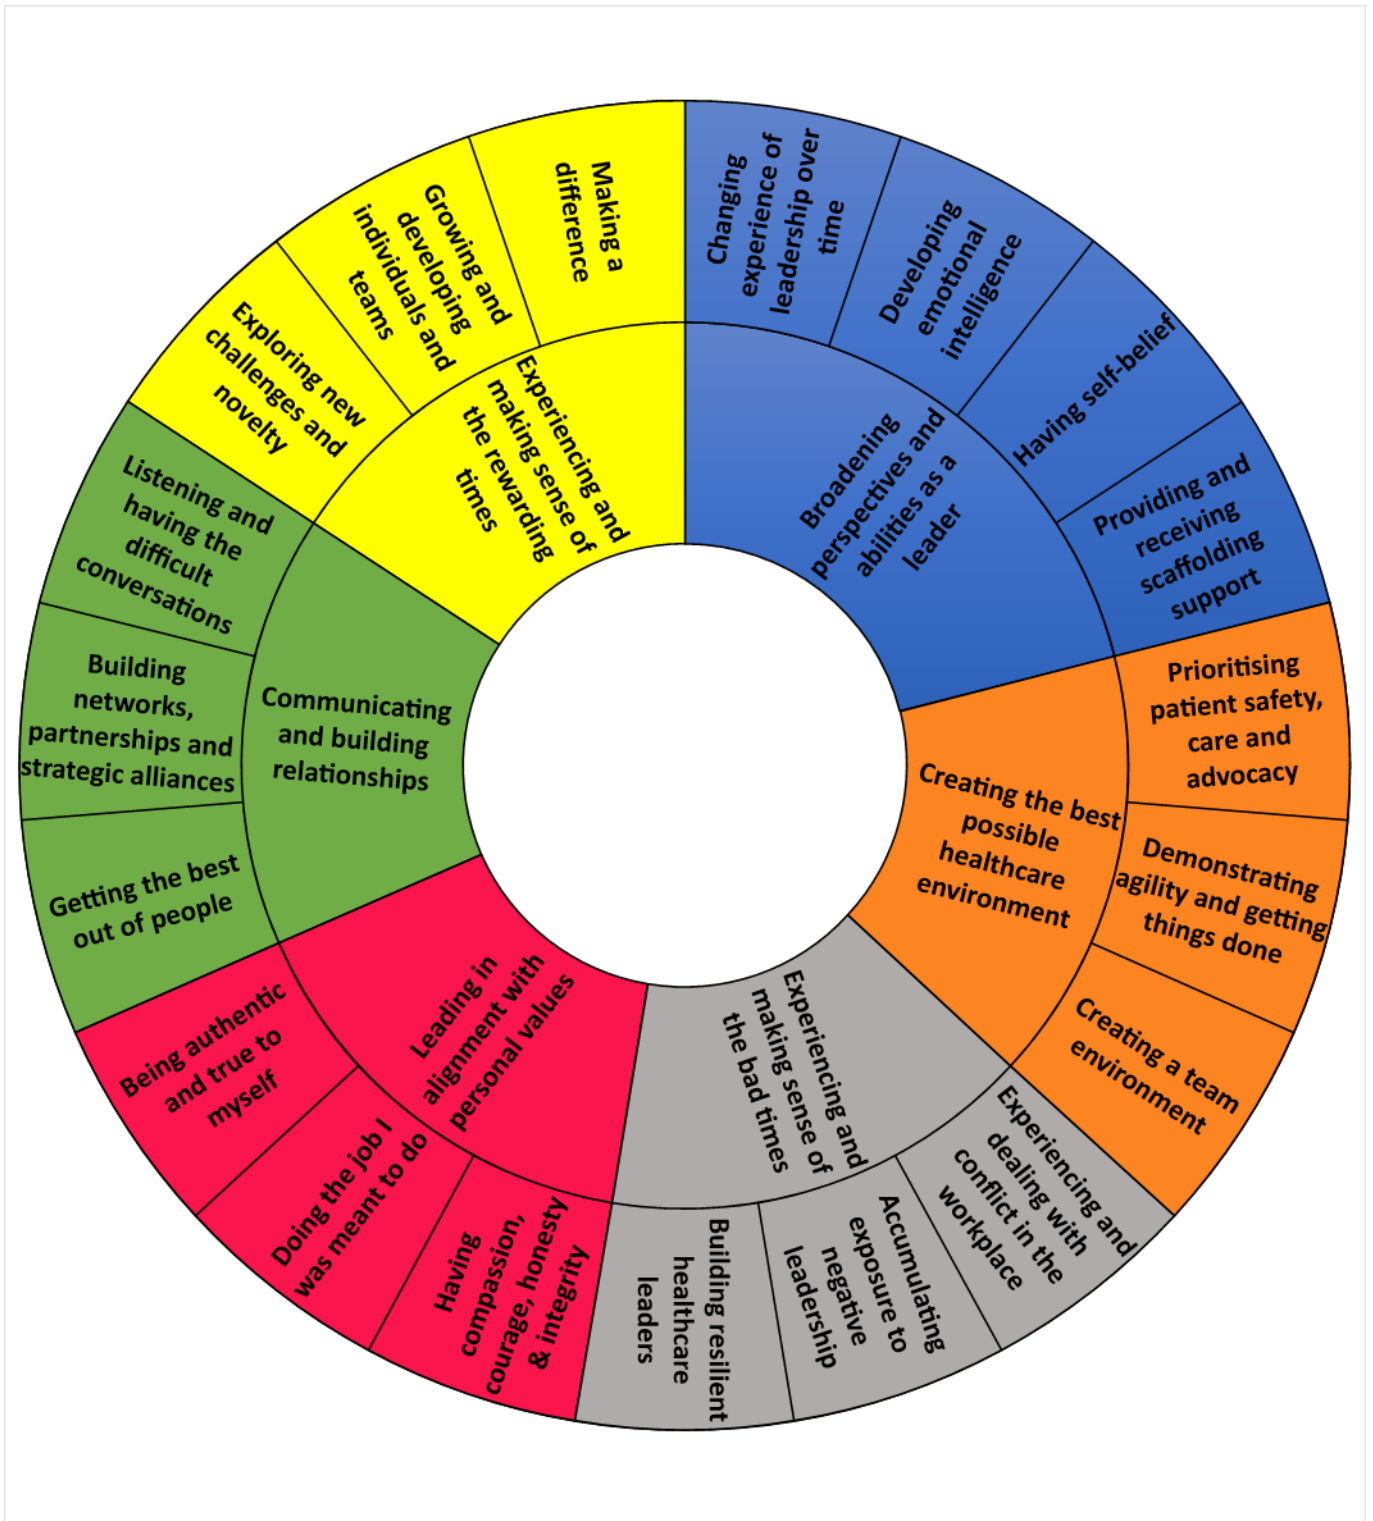 Changing
experience of
leadership over
time
Developing
emotional
intelligence
Having self-belief
Providing and
receiving
scaffolding
support
Broadening
perspectives and
abilities as a
leader
Prioritising
patient safety,
care and
advocacy
Demonstrating
agility and getting
things done
Creating a team
environment
Creating the best
possible
healthcare
environment
Experiencing and
dealing with
conflict in the
workplace
Accumulating
exposure to
negative
leadership
Building resilient
healthcare
leaders
Experiencing and
making sense of
the bad times
Having
compassion,
courage, honesty
& integrity
Doing the job I
was meant to do
Being authentic
and true to
myself
Leading in
alignment with
personal values
Getting the best
out of people
Building
networks,
partnerships and
strategic alliances
Listening and
having the
difficult
conversations
Communicating
and building
relationships
Exploring new
challenges and
novelty
Growing and
developing
individuals and
teams
Making a
difference
Experiencing and
making sense of
the rewarding
times